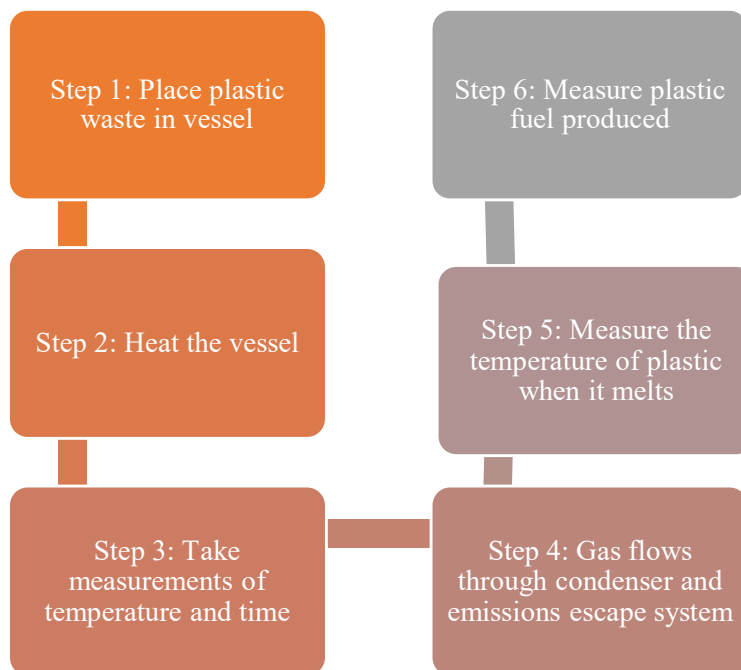 Step 1: Place plastic
waste in vessel
Step 2: Heat the vessel
Step 3: Take
measurements of
temperature and time
Step 4: Gas flows
through condenser and
emissions escape system
Step 5: Measure the
temperature of plastic
when it melts
Step 6: Measure plastic
fuel produced